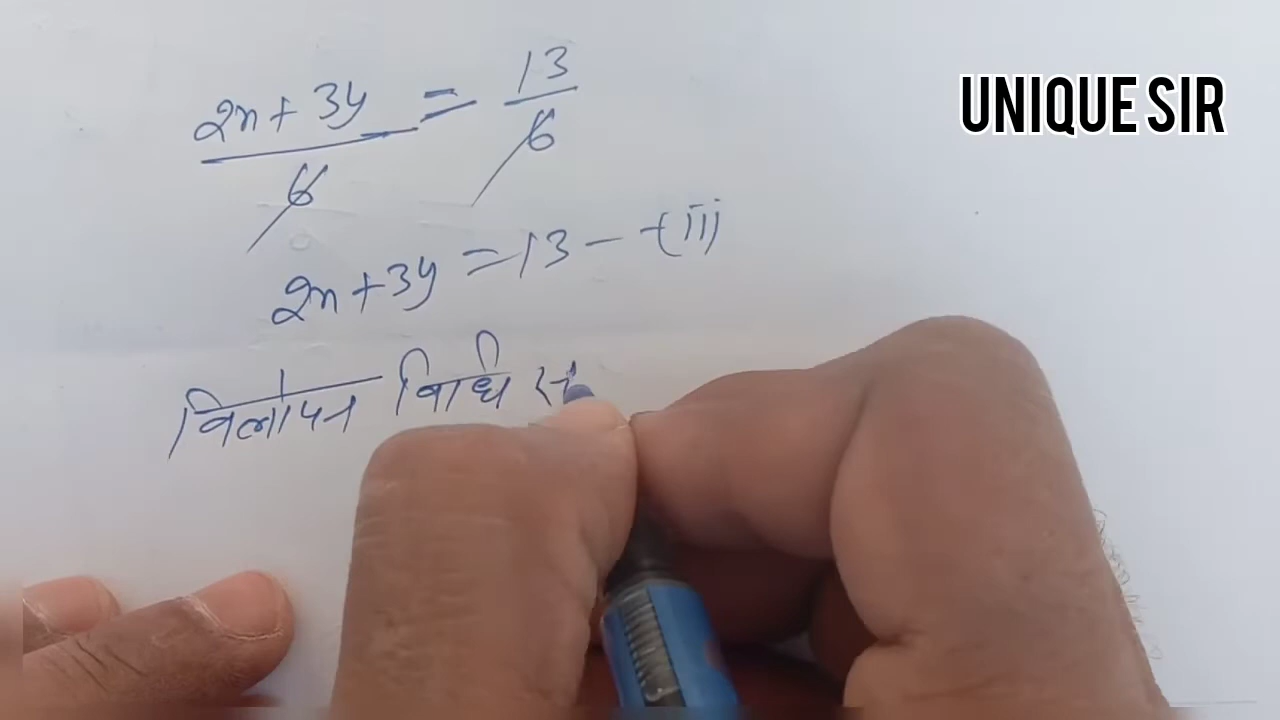 UNIQUE SIR
2x + 3y = 13
6 6
2x + 3y = 13 - (ii)
विलोपन विधि